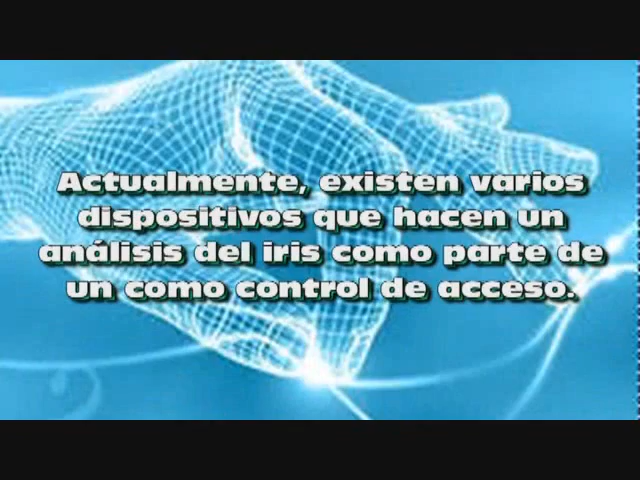 Actualmente, existen varios
dispositivos que hacen un
análisis del iris como parte de
un como control de acceso.